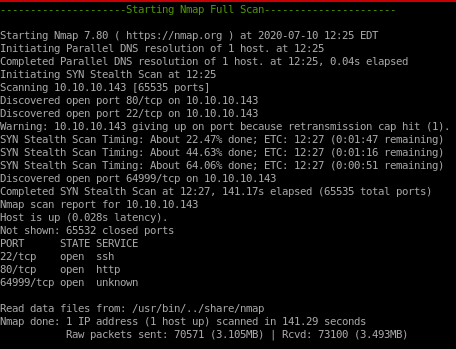 ---------------------Starting Nmap Full Scan----------------------
Starting Nmap 7.80 ( https://nmap.org ) at 2020-07-10 12:25 EDT
Initiating Parallel DNS resolution of 1 host. at 12:25
Completed Parallel DNS resolution of 1 host. at 12:25, 0.04s elapsed
Initiating SYN Stealth Scan at 12:25
Scanning 10.10.10.143 [65535 ports]
Discovered open port 80/tcp on 10.10.10.143
Discovered open port 22/tcp on 10.10.10.143
Warning: 10.10.10.143 giving up on port because retransmission cap hit (1).
SYN Stealth Scan Timing: About 22.47% done; ETC: 12:27 (0:01:47 remaining)
SYN Stealth Scan Timing: About 44.63% done; ETC: 12:27 (0:01:16 remaining)
SYN Stealth Scan Timing: About 64.06% done; ETC: 12:27 (0:00:51 remaining)
Discovered open port 64999/tcp on 10.10.10.143
Completed SYN Stealth Scan at 12:27, 141.17s elapsed (65535 total ports)
Nmap scan report for 10.10.10.143
Host is up (0.028s latency).
Not shown: 65532 closed ports
PORT      STATE SERVICE
22/tcp    open  ssh
80/tcp    open  http
64999/tcp open  unknown
Read data files from: /usr/bin/../share/nmap
Nmap done: 1 IP address (1 host up) scanned in 141.29 seconds
           Raw packets sent: 70571 (3.105MB) | Rcvd: 73100 (3.493MB)